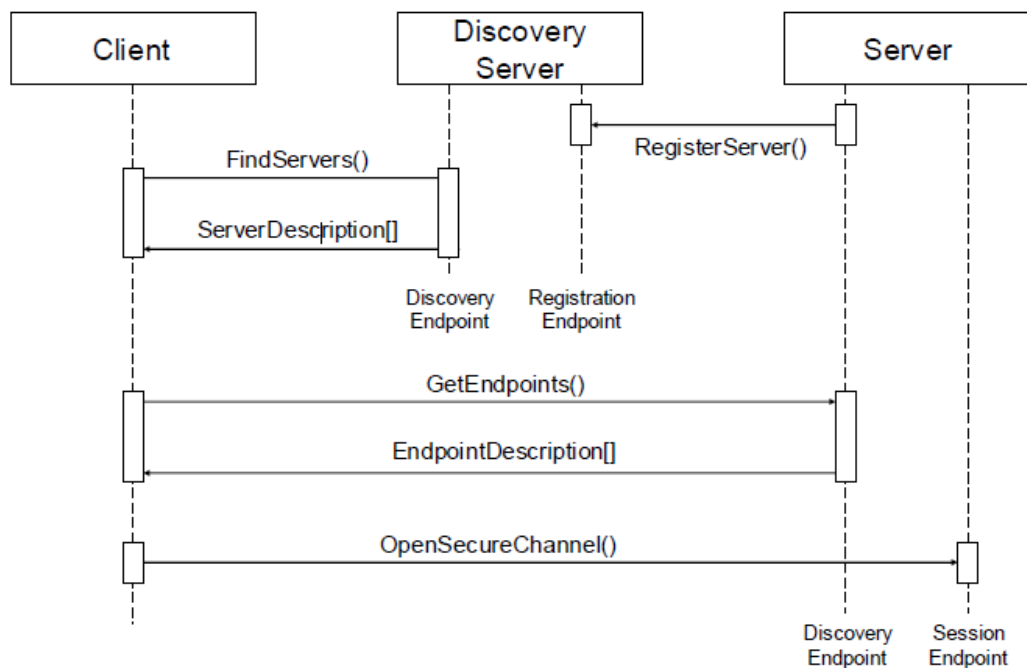 Client
Discovery
Server
Server
RegisterServer()
FindServers()
ServerDescription[]
Discovery
Endpoint
Registration
Endpoint
GetEndpoints()
EndpointDescription[]
OpenSecureChannel()
Discovery
Endpoint
Session
Endpoint